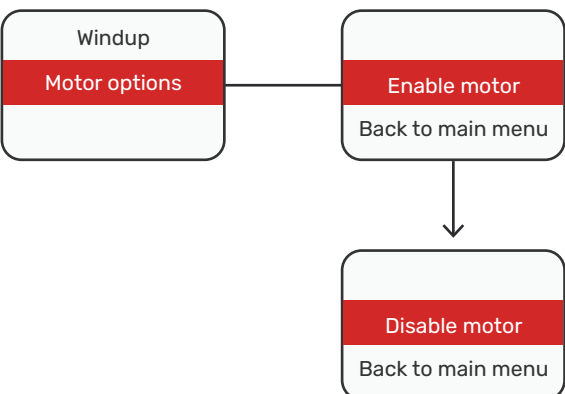 Windup
Motor options
Enable motor
Back to main menu
Disable motor
Back to main menu